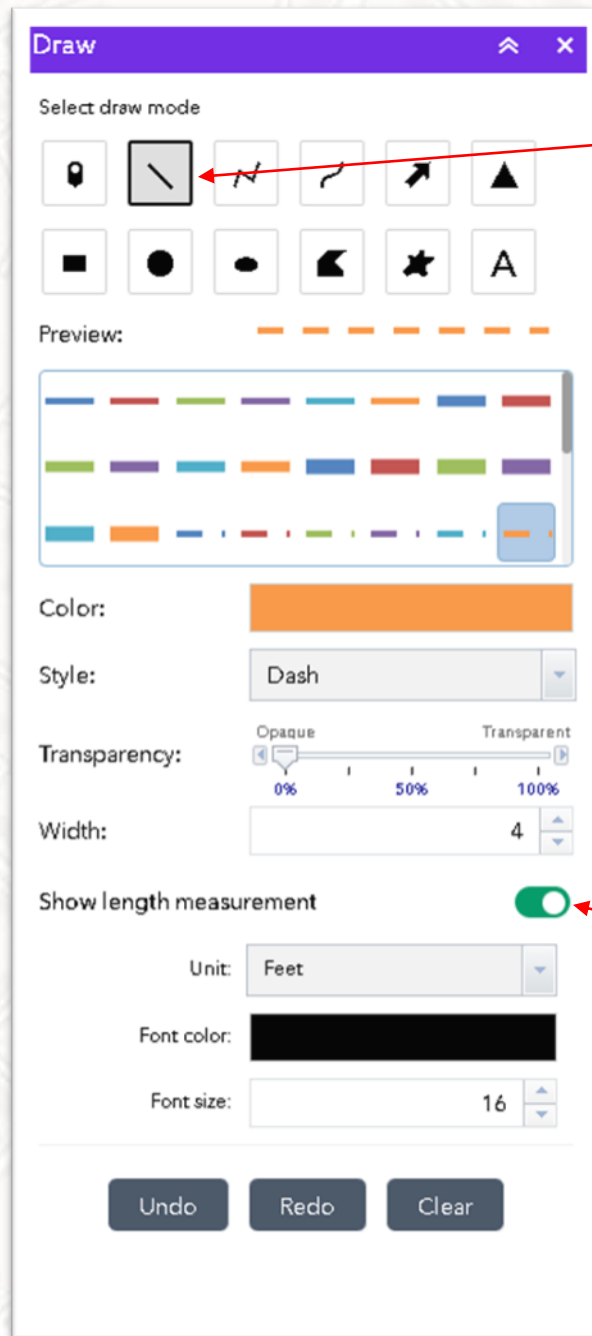 Draw
Select draw mode
A
Preview:
Color:
Style: Dash
Opaque Transparent
Transparency:
0% 50% 100%
Width: 4
Show length measurement
Unit: Feet
Font color:
Font size: 16
Undo Redo Clear